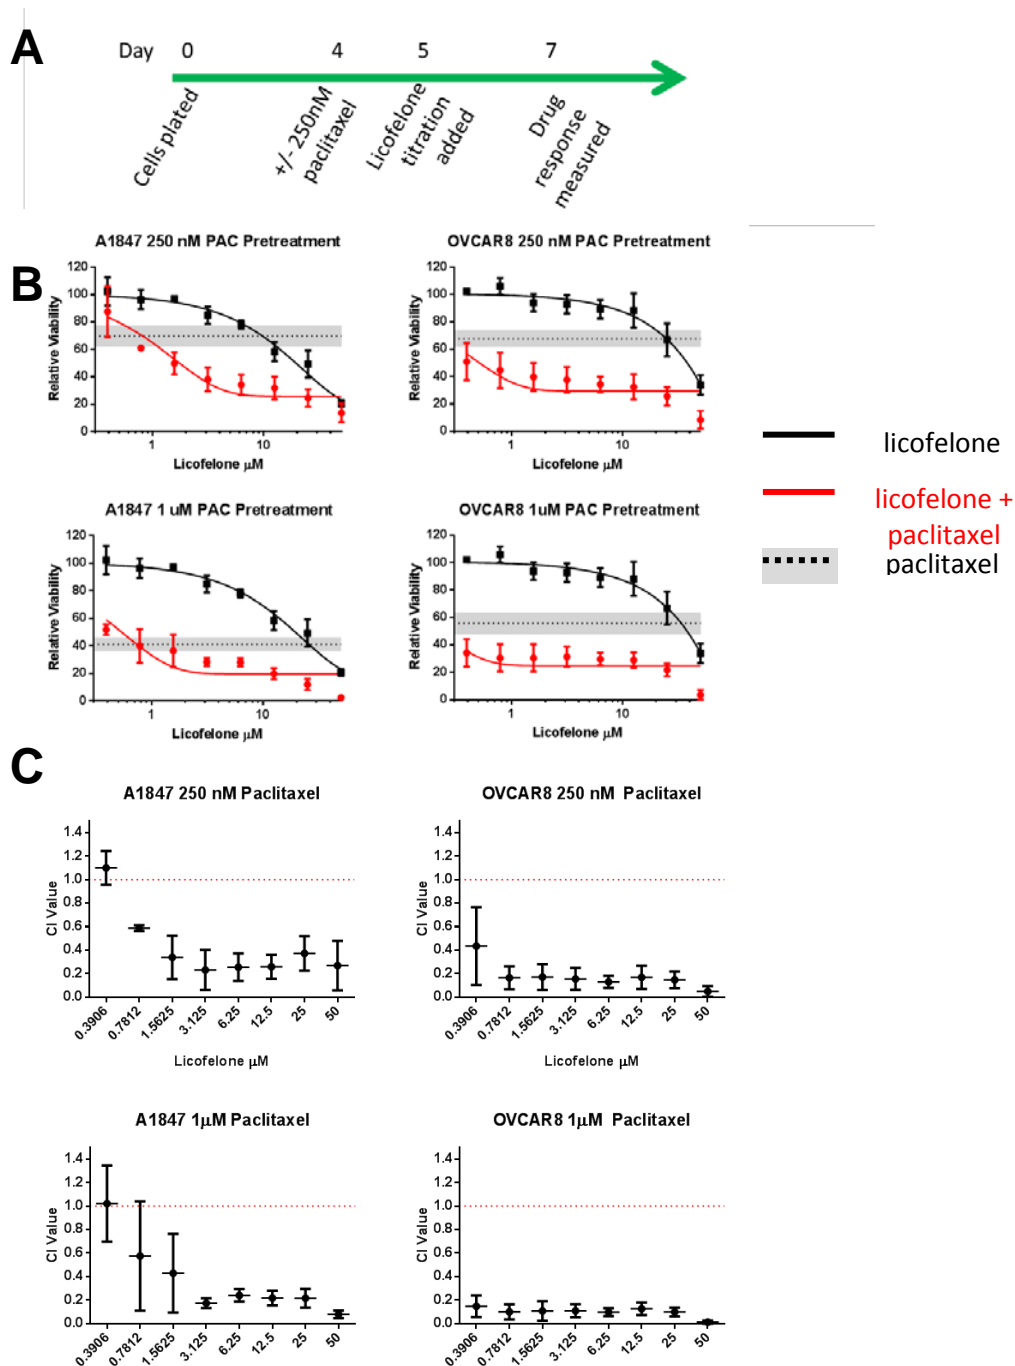 A
Day 0 4 5 7
Cells plated
+/- 250nM
paclitaxel
Licofelone
titration
added
Drug
response
measured
B
A1847 250 nM PAC Pretreatment
120
100
80
60
40
20
0
Relative Viability
1 10
Licofelone µM
OVCAR8 250 nM PAC Pretreatment
120
100
80
60
40
20
0
Relative Viability
1 10
Licofelone µM
licofelone
licofelone +
paclitaxel
paclitaxel
A1847 1 uM PAC Pretreatment
120
100
80
60
40
20
0
Relative Viability
1 10
Licofelone µM
OVCAR8 1uM PAC Pretreatment
120
100
80
60
40
20
0
Relative Viability
1 10
Licofelone µM
C
A1847 250 nM Paclitaxel
1.4
1.2
1.0
0.8
0.6
0.4
0.2
0.0
CI Value
0.3906 0.7812 1.5625 3.125 6.25 12.5 25 50
Licofelone µM
OVCAR8 250 nM Paclitaxel
1.4
1.2
1.0
0.8
0.6
0.4
0.2
0.0
CI Value
0.3906 0.7812 1.5625 3.125 6.25 12.5 25 50
Licofelone µM
A1847 1µM Paclitaxel
1.4
1.2
1.0
0.8
0.6
0.4
0.2
0.0
CI Value
0.3906 0.7812 1.5625 3.125 6.25 12.5 25 50
OVCAR8 1µM Paclitaxel
1.4
1.2
1.0
0.8
0.6
0.4
0.2
0.0
CI Value
0.3906 0.7812 1.5625 3.125 6.25 12.5 25 50